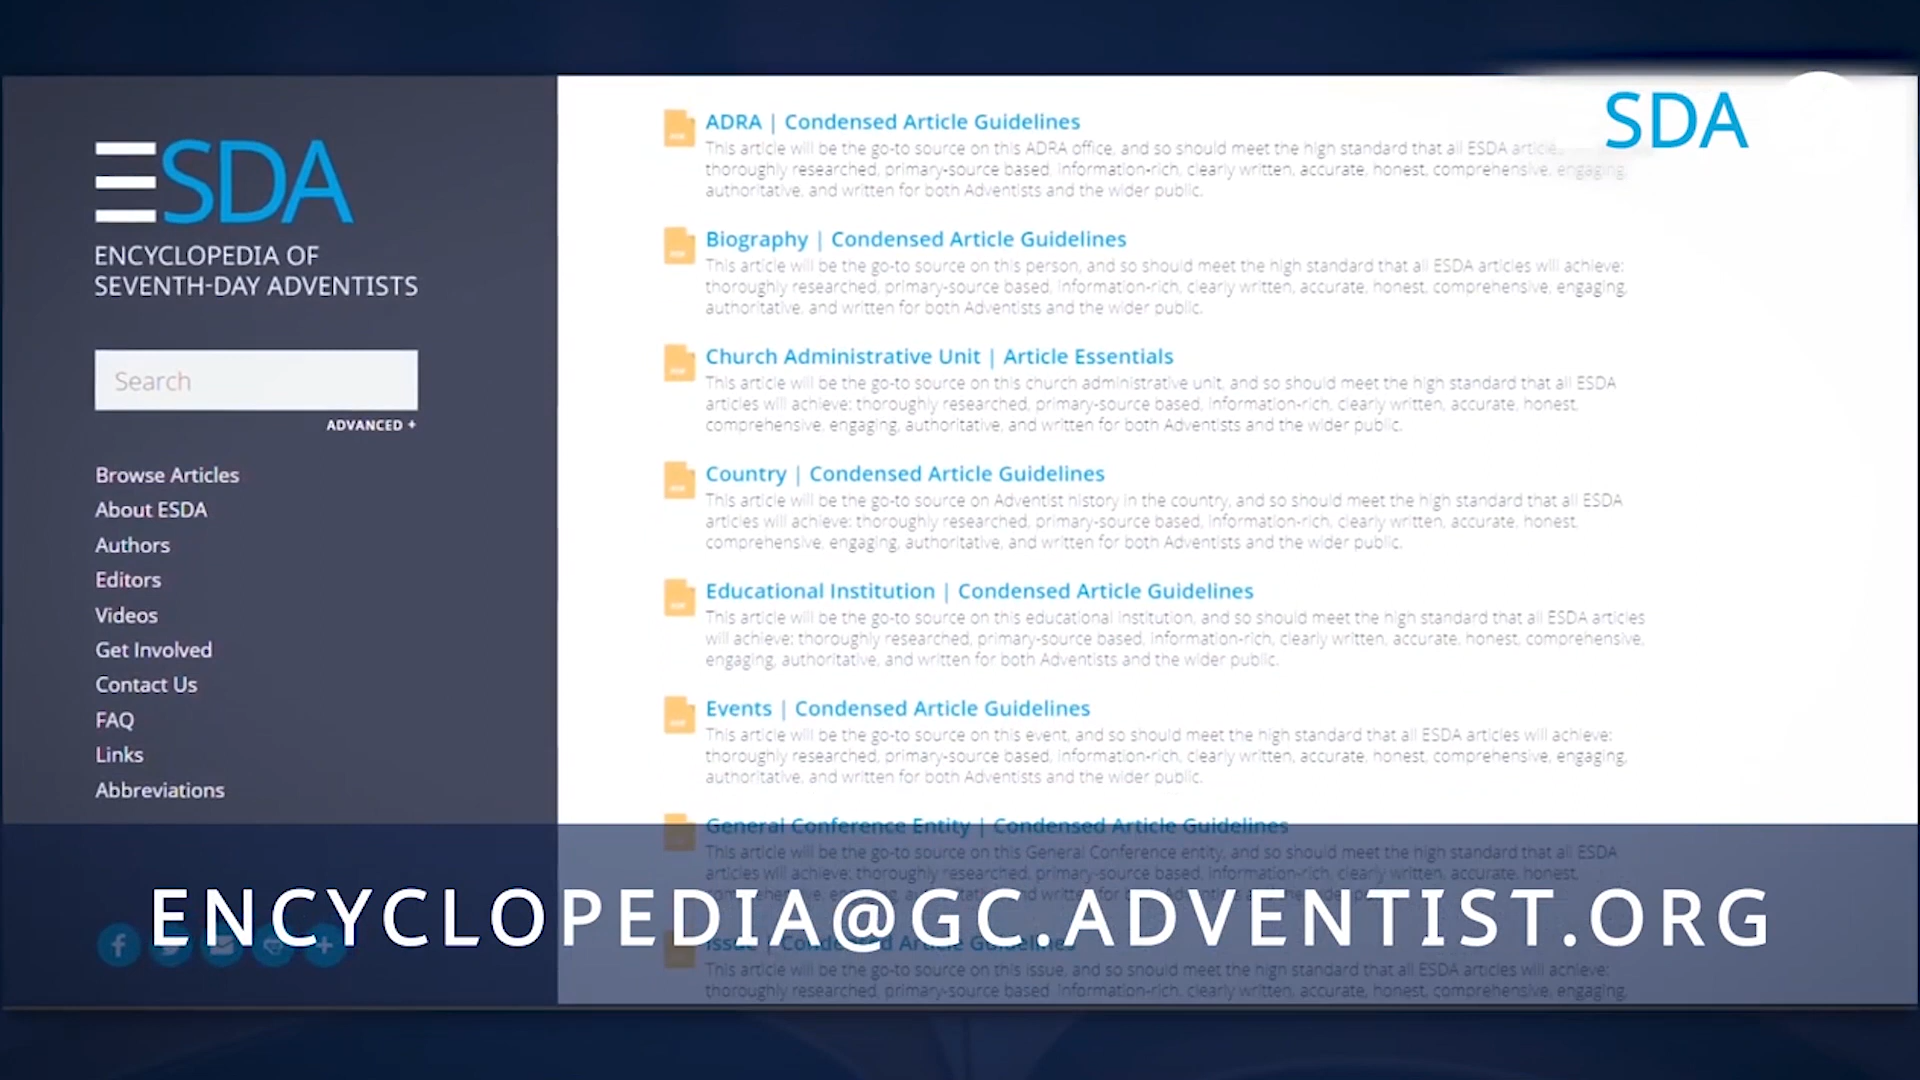 ESDA
ENCYCLOPEDIA OF
SEVENTH-DAY ADVENTISTS
Search
ADVANCED +
Browse Articles
About ESDA
Authors
Editors
Videos
Get Involved
Contact Us
FAQ
Links
Abbreviations
SDA
ADRA | Condensed Article Guidelines
This article will be the go-to source on this ADRA office, and so should meet the high standard that all ESDA
thoroughly researched, primary-source based, information-rich, clearly written, accurate, honest, comprehensive, engaging,
authoritative, and written for both Adventists and the wider public.
Biography | Condensed Article Guidelines
This article will be the go-to source on this person, and so should meet the high standard that all ESDA articles will achieve:
thoroughly researched, primary-source based, information-rich, clearly written, accurate, honest, comprehensive, engaging,
authoritative, and written for both Adventists and the wider public.
Church Administrative Unit | Article Essentials
This article will be the go-to source on this church administrative unit, and so should meet the high standard that all ESDA
articles will achieve: thoroughly researched, primary-source based, information-rich, clearly written, accurate, honest,
comprehensive, engaging, authoritative, and written for both Adventists and the wider public.
Country | Condensed Article Guidelines
This article will be the go-to source on Adventist history in the country, and so should meet the high standard that all ESDA
articles will achieve: thoroughly researched, primary-source based, information-rich, clearly written, accurate, honest,
comprehensive, engaging, authoritative, and written for both Adventists and the wider public.
Educational Institution | Condensed Article Guidelines
This article will be the go-to source on this educational institution, and so should meet the high standard that all ESDA articles
will achieve: thoroughly researched, primary-source based, information-rich, clearly written, accurate, honest, comprehensive,
engaging, authoritative, and written for both Adventists and the wider public.
Events | Condensed Article Guidelines
This article will be the go-to source on this event, and so should meet the high standard that all ESDA articles will achieve:
thoroughly researched, primary-source based, information-rich, clearly written, accurate, honest, comprehensive, engaging,
authoritative, and written for both Adventists and the wider public.
General Conference Entity | Condensed Article Guidelines
This article will be the go-to source on this General Conference entity, and so should meet the high standard that all ESDA
articles will achieve: thoroughly researched, primary-source based, information-rich, clearly written, accurate, honest,
ENCYCLOPEDIA@GC.ADVENTIST.ORG
Issue | Condensed Article Guidelines
This article will be the go-to source on this issue, and so should meet the high standard that all ESDA articles will achieve:
thoroughly researched, primary-source based, information-rich, clearly written, accurate, honest, comprehensive, engaging,